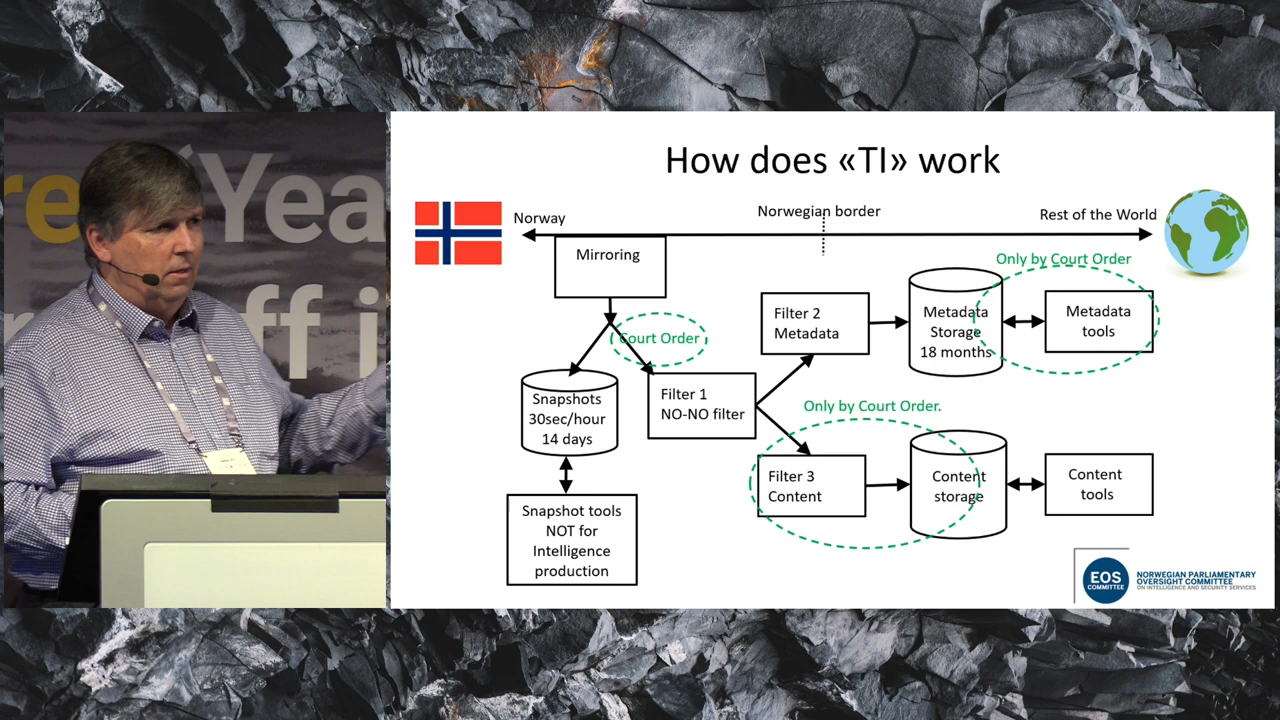 re
‘Yea
ff i
How does «TI» work
Norway
Norwegian border
Rest of the World
Mirroring
Only by Court Order
Court Order
Filter 2
Metadata
Metadata
Storage
18 months
Metadata
tools
Snapshots
30sec/hour
14 days
Filter 1
NO-NO filter
Only by Court Order.
Filter 3
Content
Content
storage
Content
tools
Snapshot tools
NOT for
Intelligence
production
EOS
COMMITTEE
NORWEGIAN PARLIAMENTARY
OVERSIGHT COMMITTEE
ON INTELLIGENCE AND SECURITY SERVICES